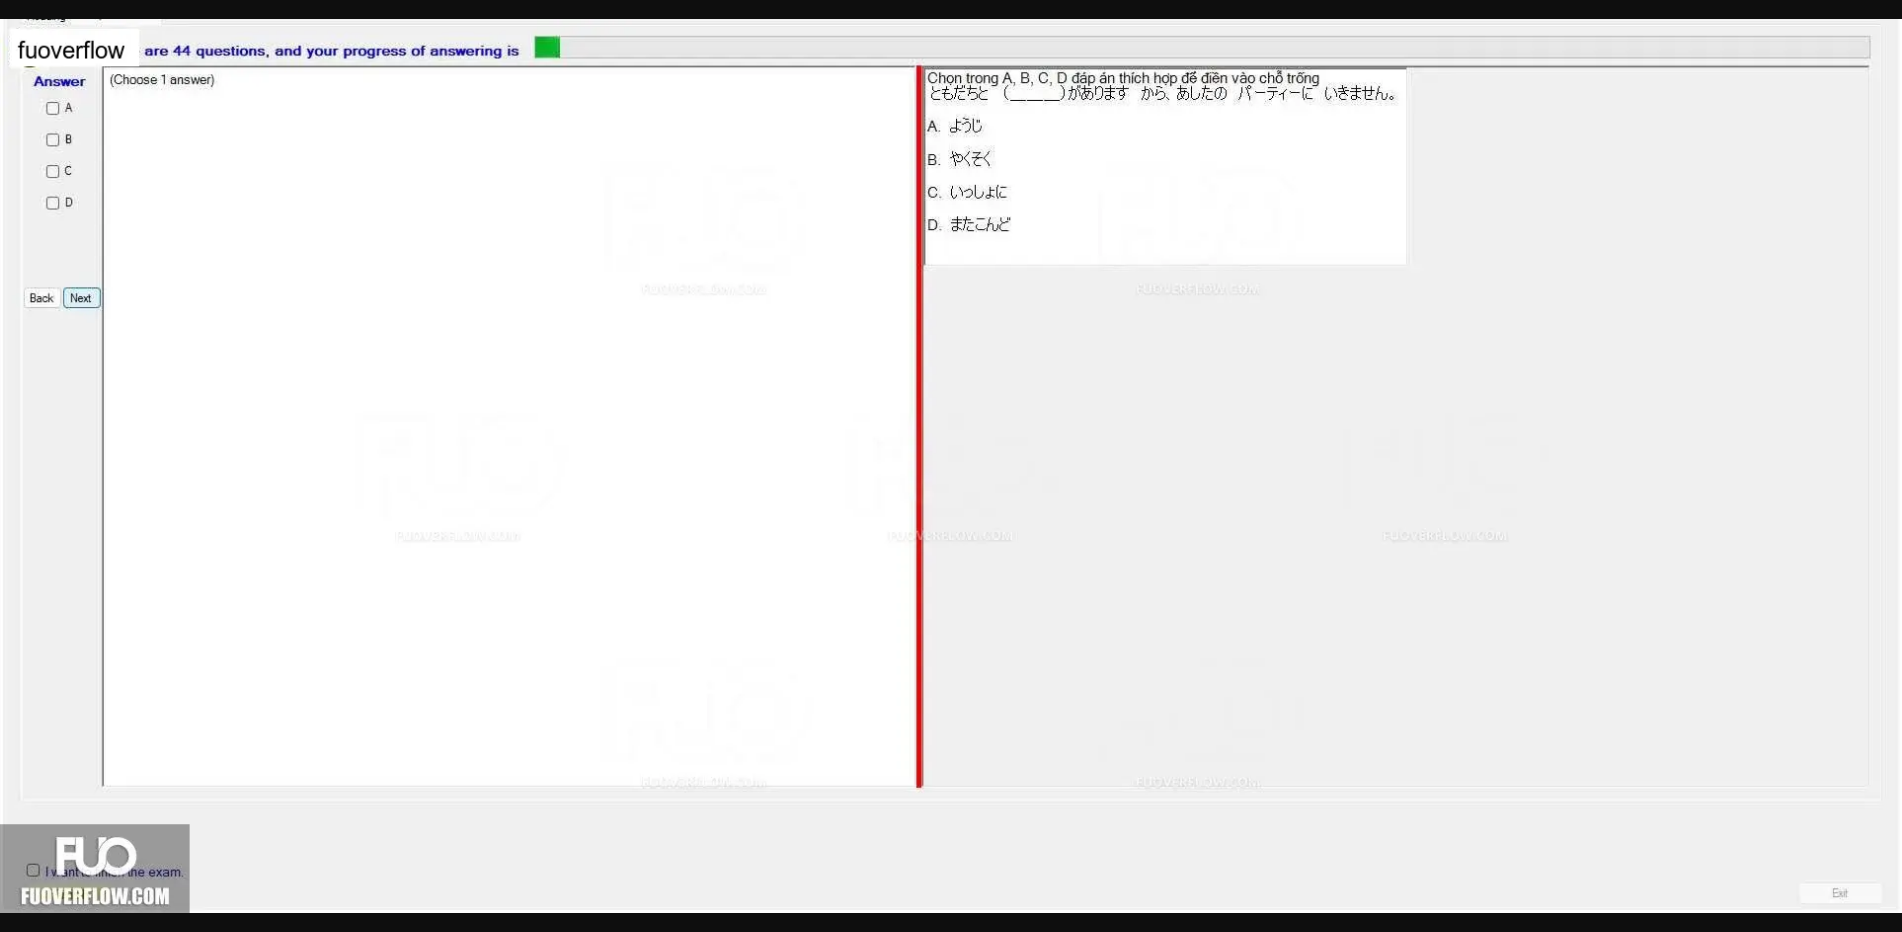 fuoverflow are 44 questions, and your progress of answering is
Answer
A
B
C
D
Back Next
(Choose 1 answer)
Chọn trong A, B, C, D đáp án thích hợp để điền vào chỗ trống
ともだちと （______）があります から、あしたの パーティーに いきません。
A. ようじ
B. やくそく
C. いっしょに
D. またこんど
FUOVERFLOW.COM FUOVERFLOW.COM
FUOVERFLOW.COM FUOVERFLOW.COM FUOVERFLOW.COM
FUOVERFLOW.COM FUOVERFLOW.COM
FUO
the exam.
FUOVERFLOW.COM
Exit